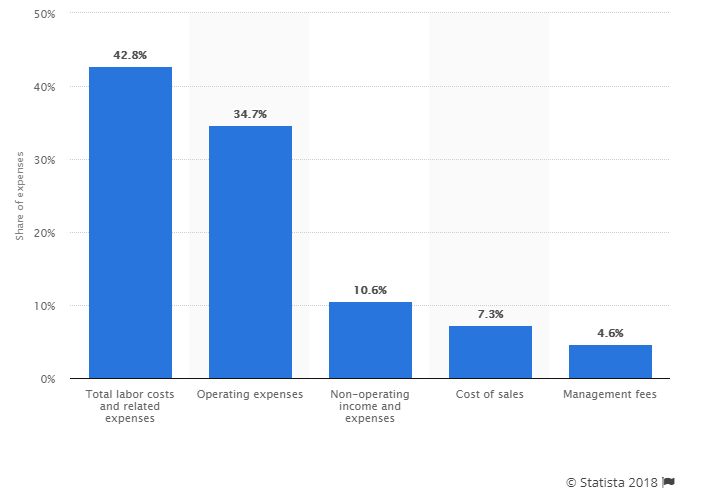 50%
40%
30%
20%
10%
0%
Share of expenses
42.8%
34.7%
10.6%
7.3%
4.6%
Total labor costs
and related
expenses
Operating expenses
Non-operating
income and
expenses
Cost of sales
Management fees
© Statista 2018